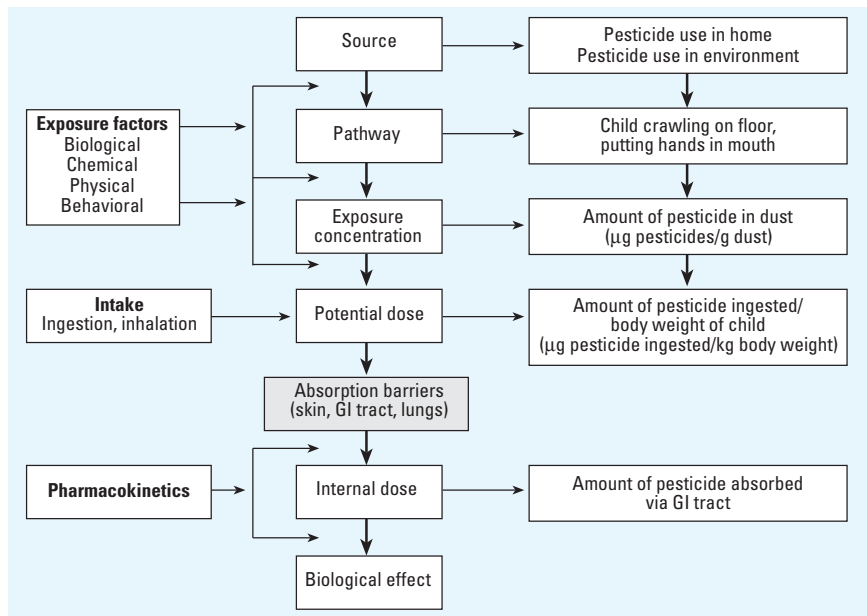 Source
Pesticide use in home
Pesticide use in environment
Exposure factors
Biological
Chemical
Physical
Behavioral
Pathway
Child crawling on floor,
putting hands in mouth
Exposure
concentration
Amount of pesticide in dust
(µg pesticides/g dust)
Intake
Ingestion, inhalation
Potential dose
Amount of pesticide ingested/
body weight of child
(µg pesticide ingested/kg body weight)
Absorption barriers
(skin, GI tract, lungs)
Pharmacokinetics
Internal dose
Amount of pesticide absorbed
via GI tract
Biological effect